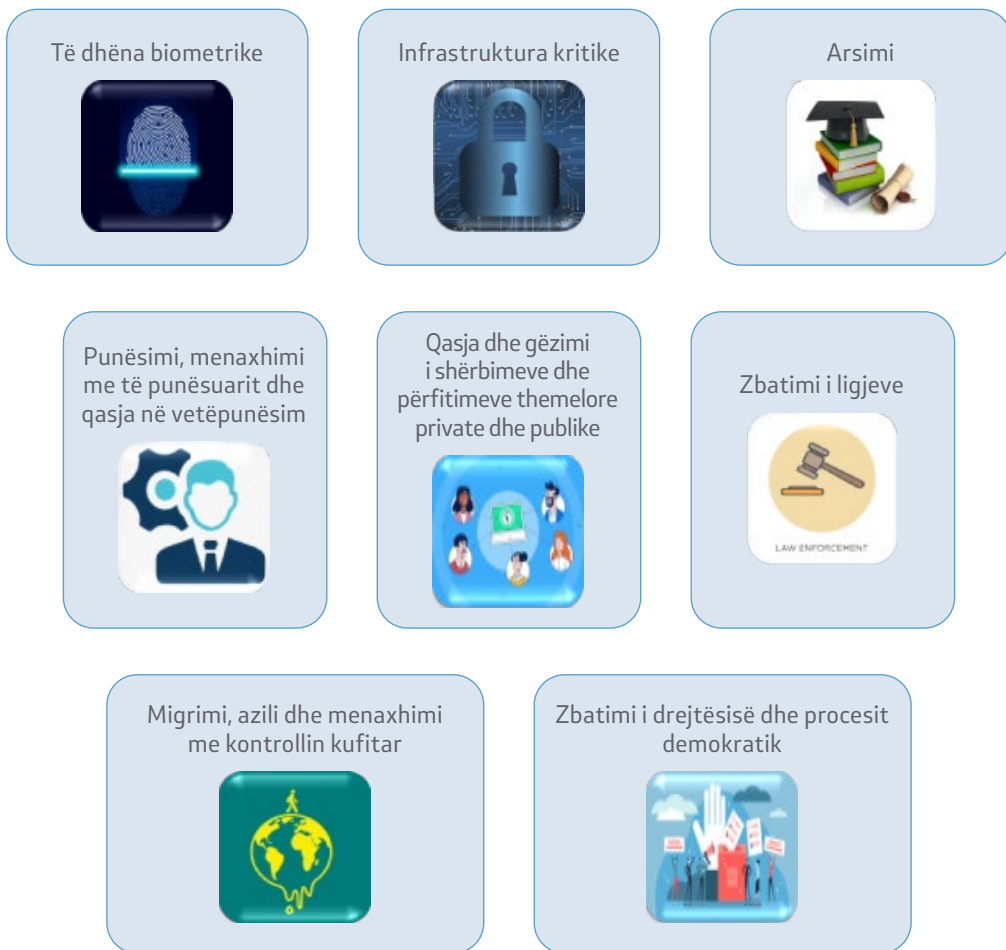 Të dhëna biometrike
Infrastruktura kritike
Arsimi
Punësimi, menaxhimi
me të punësuarit dhe
qasja në vetëpunësim
Qasja dhe gëzimi
i shërbimeve dhe
përfitimeve themelore
private dhe publike
Zbatimi i ligjeve
LAW ENFORCEMENT
Migrimi, azili dhe menaxhimi
me kontrollin kufitar
Zbatimi i drejtësisë dhe procesit
demokratik